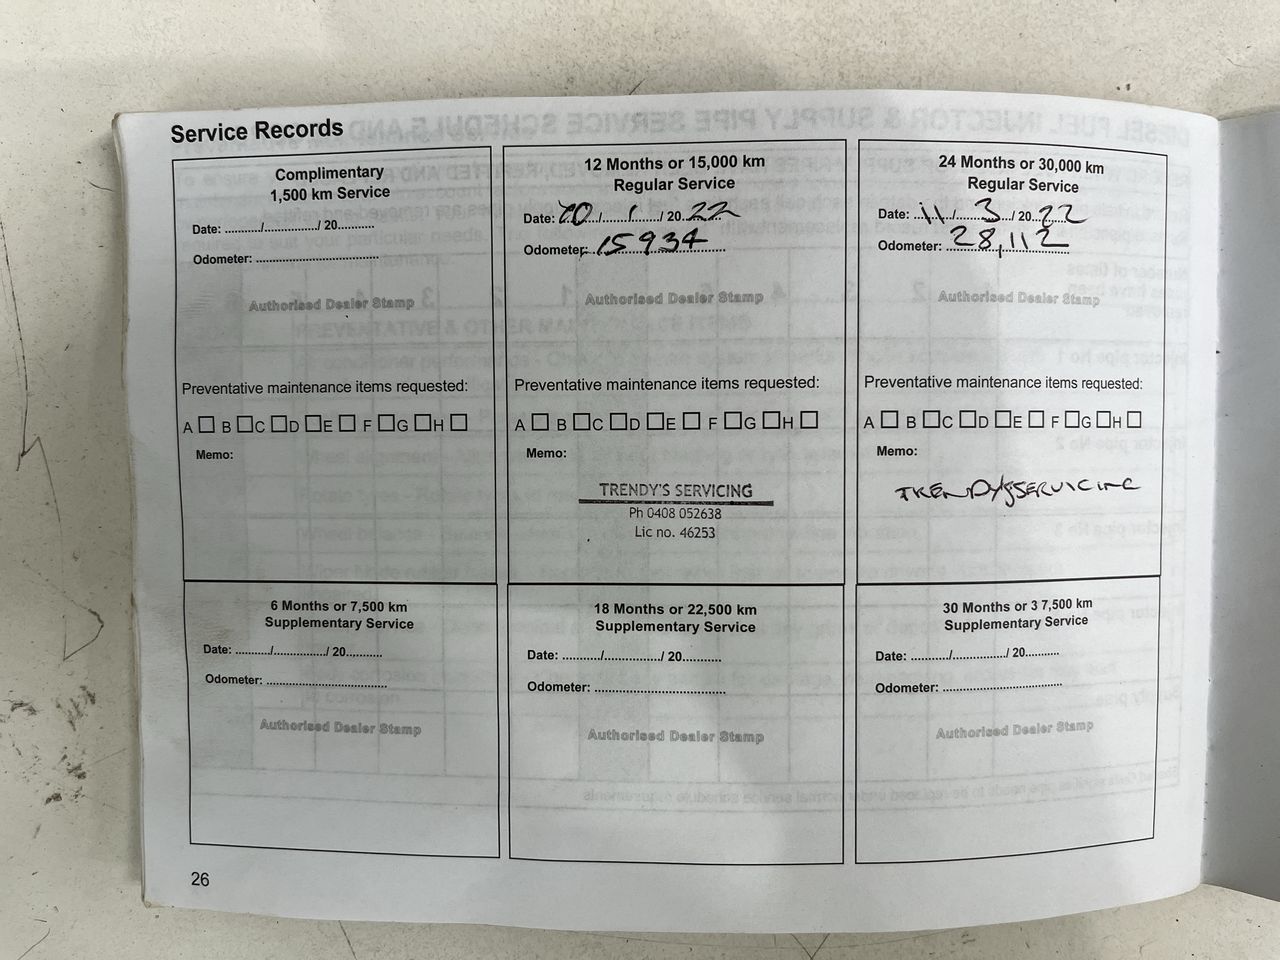 Service Records
Complimentary
1,500 km Service
Date: ........../.............../ 20..........
Odometer: ..................................
Authorised Dealer Stamp
Preventative maintenance items requested:
A ☐ B ☐ C ☐ D ☐ E ☐ F ☐ G ☐ H ☐
Memo:
12 Months or 15,000 km
Regular Service
Date: 20 / 1 / 20 22
Odometer: 15934
Authorised Dealer Stamp
Preventative maintenance items requested:
A ☐ B ☐ C ☐ D ☐ E ☐ F ☐ G ☐ H ☐
Memo:
TRENDY'S SERVICING
Ph 0408 052638
Lic no. 46253
24 Months or 30,000 km
Regular Service
Date: 11 / 3 / 20 22
Odometer: 28,112
Authorised Dealer Stamp
Preventative maintenance items requested:
A ☐ B ☐ C ☐ D ☐ E ☐ F ☐ G ☐ H ☐
Memo:
TRENDYSSERVICING
6 Months or 7,500 km
Supplementary Service
Date: ........../.............../ 20..........
Odometer: ..................................
Authorised Dealer Stamp
18 Months or 22,500 km
Supplementary Service
Date: ........../.............../ 20..........
Odometer: ..................................
Authorised Dealer Stamp
30 Months or 3 7,500 km
Supplementary Service
Date: ........../.............../ 20..........
Odometer: ..................................
Authorised Dealer Stamp
26